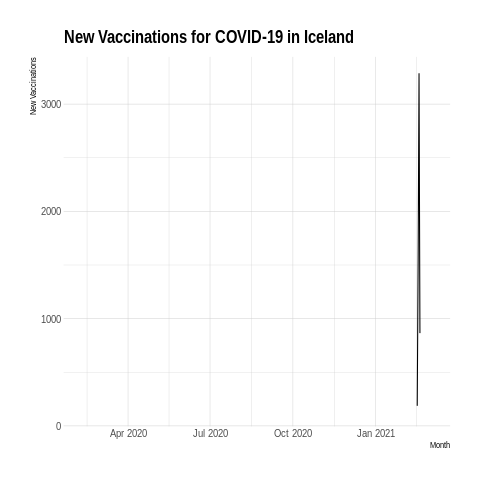 New Vaccinations for COVID-19 in Iceland
New Vaccinations
3000
2000
1000
0
Apr 2020 Jul 2020 Oct 2020 Jan 2021
Month